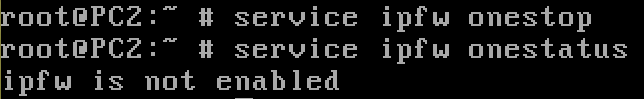 root@PC2:~ # service ipfw onestop
root@PC2:~ # service ipfw onestatus
ipfw is not enabled